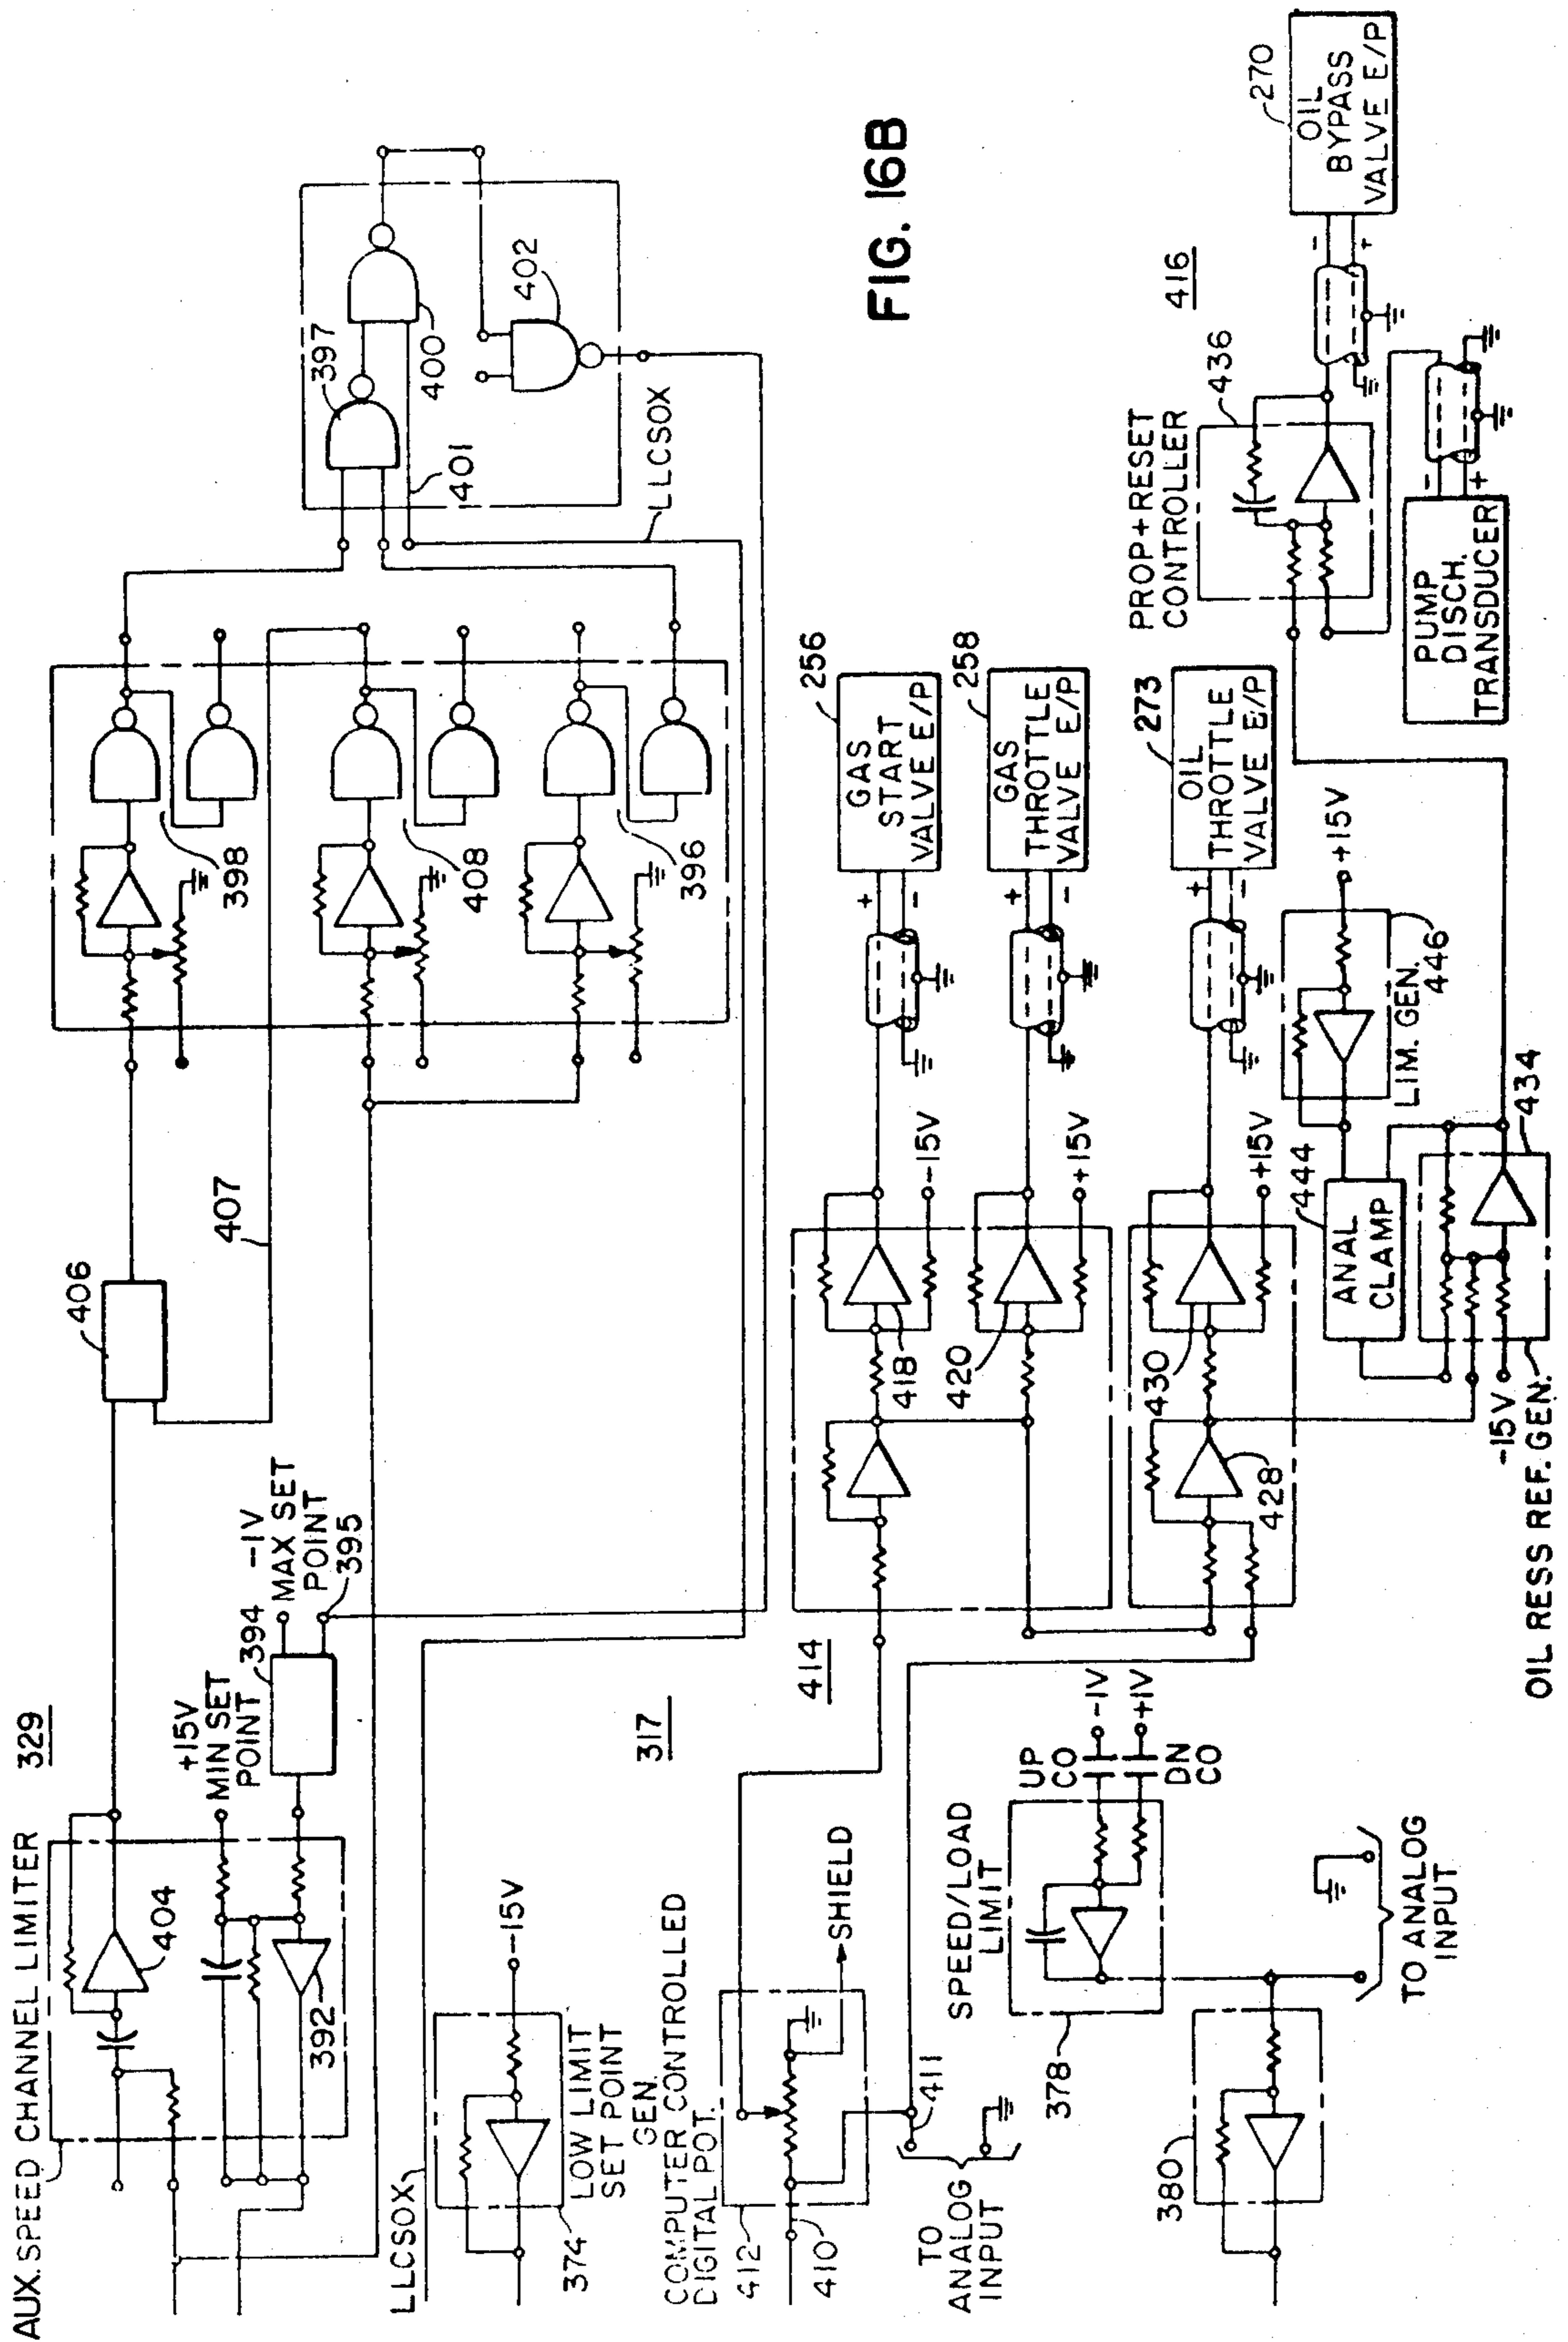 AUX. SPEED CHANNEL LIMITER
329
404
392
+15V
MIN SET
POINT
394
-1V
MAX SET
POINT
395
406
407
398
408
396
397
400
401
402
LLCSOX
LLCSOX
FIG. 16B
374
LOW LIMIT
SET POINT
GEN.
-15V
317
COMPUTER CONTROLLED
DIGITAL POT.
412
410
SHIELD
411
TO
ANALOG
INPUT
414
418
420
-15V
+15V
256
GAS
START
VALVE E/P
+
-
258
GAS
THROTTLE
VALVE E/P
+
-
428
430
+15V
273
OIL
THROTTLE
VALVE E/P
+
-
SPEED/LOAD
LIMIT
378
UP
CO
-1V
+1V
DN
CO
380
TO ANALOG
INPUT
444
ANAL
CLAMP
446
LIM. GEN.
+15V
434
-15V
OIL RESS REF. GEN.
PROP+RESET
CONTROLLER
436
416
270
OIL
BYPASS
VALVE E/P
-
+
PUMP
DISCH.
TRANSDUCER
-
+